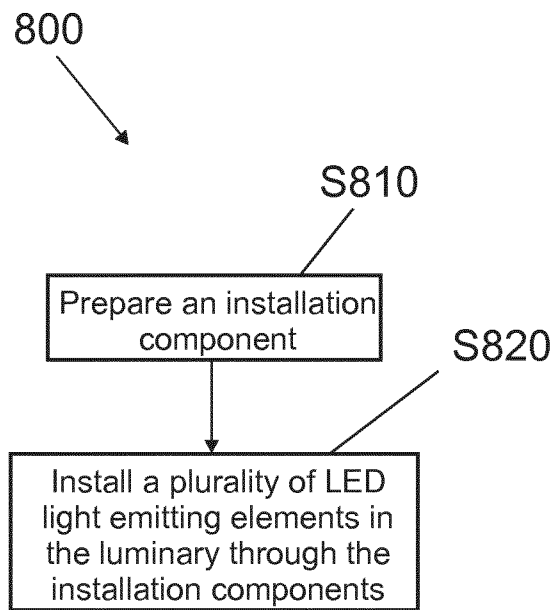 800
S810
Prepare an installation
component
S820
Install a plurality of LED
light emitting elements in
the luminary through the
installation components